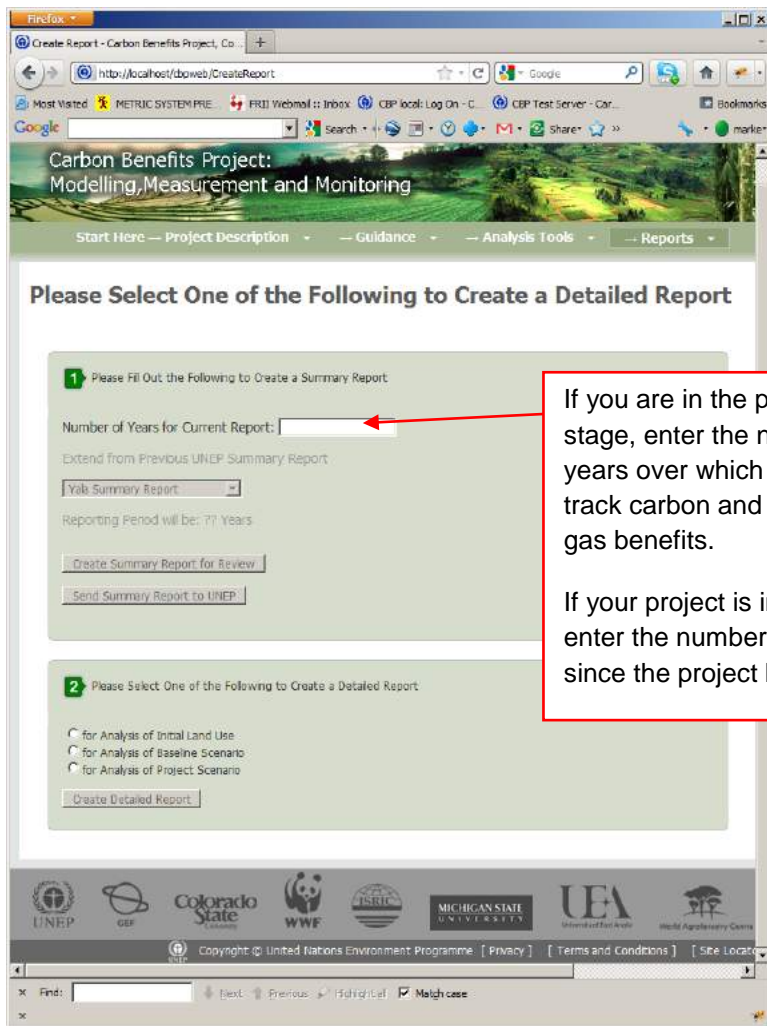 Firefox
Create Report - Carbon Benefits Project, Co...
http://localhost/cbpweb/CreateReport
Google
Most Visited METRIC SYSTEM PRE... FRII Webmail :: Inbox CBP local: Log On - C... CBP Test Server - Car... Bookmarks
Google Search Share marke
Carbon Benefits Project:
Modelling,Measurement and Monitoring
Start Here — Project Description — Guidance — Analysis Tools — Reports
Please Select One of the Following to Create a Detailed Report
1 Please Fill Out the Following to Create a Summary Report
Number of Years for Current Report:
Extend from Previous UNEP Summary Report
Yala Summary Report
Reporting Period will be: ?? Years
Create Summary Report for Review
Send Summary Report to UNEP
If you are in the p
stage, enter the n
years over which
track carbon and
gas benefits.
If your project is i
enter the number
since the project
2 Please Select One of the Following to Create a Detailed Report
for Analysis of Initial Land Use
for Analysis of Baseline Scenario
for Analysis of Project Scenario
Create Detailed Report
UNEP
GEF
Colorado
State
University
WWF
ISRIC
MICHIGAN STATE
UNIVERSITY
UEA
University of East Anglia
World Agroforestry Centre
UNEP Copyright © United Nations Environment Programme [ Privacy ] [ Terms and Conditions ] [ Site Locato
× Find: Next Previous Highlight all Match case
×